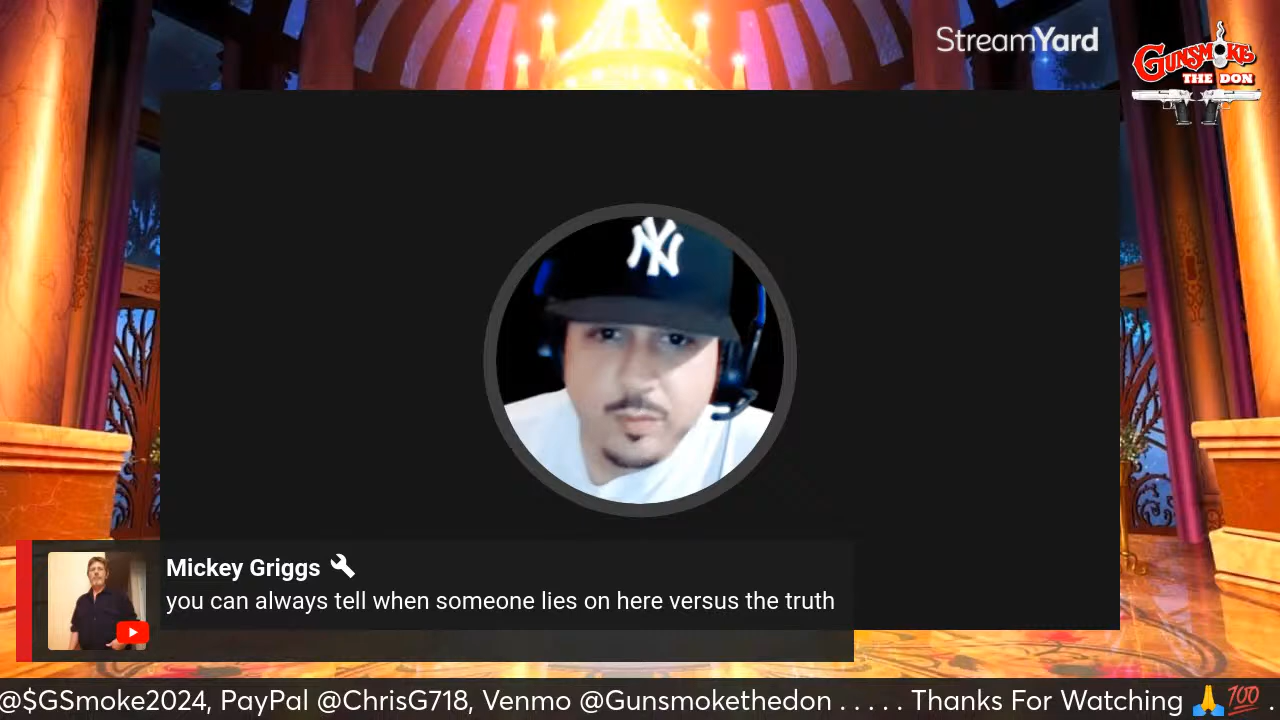 StreamYard
GUNSMOKE
THE DON
NY
Mickey Griggs
you can always tell when someone lies on here versus the truth
@$GSmoke2024, PayPal @ChrisG718, Venmo @Gunsmokethedon . . . . . Thanks For Watching 🙏💯 .